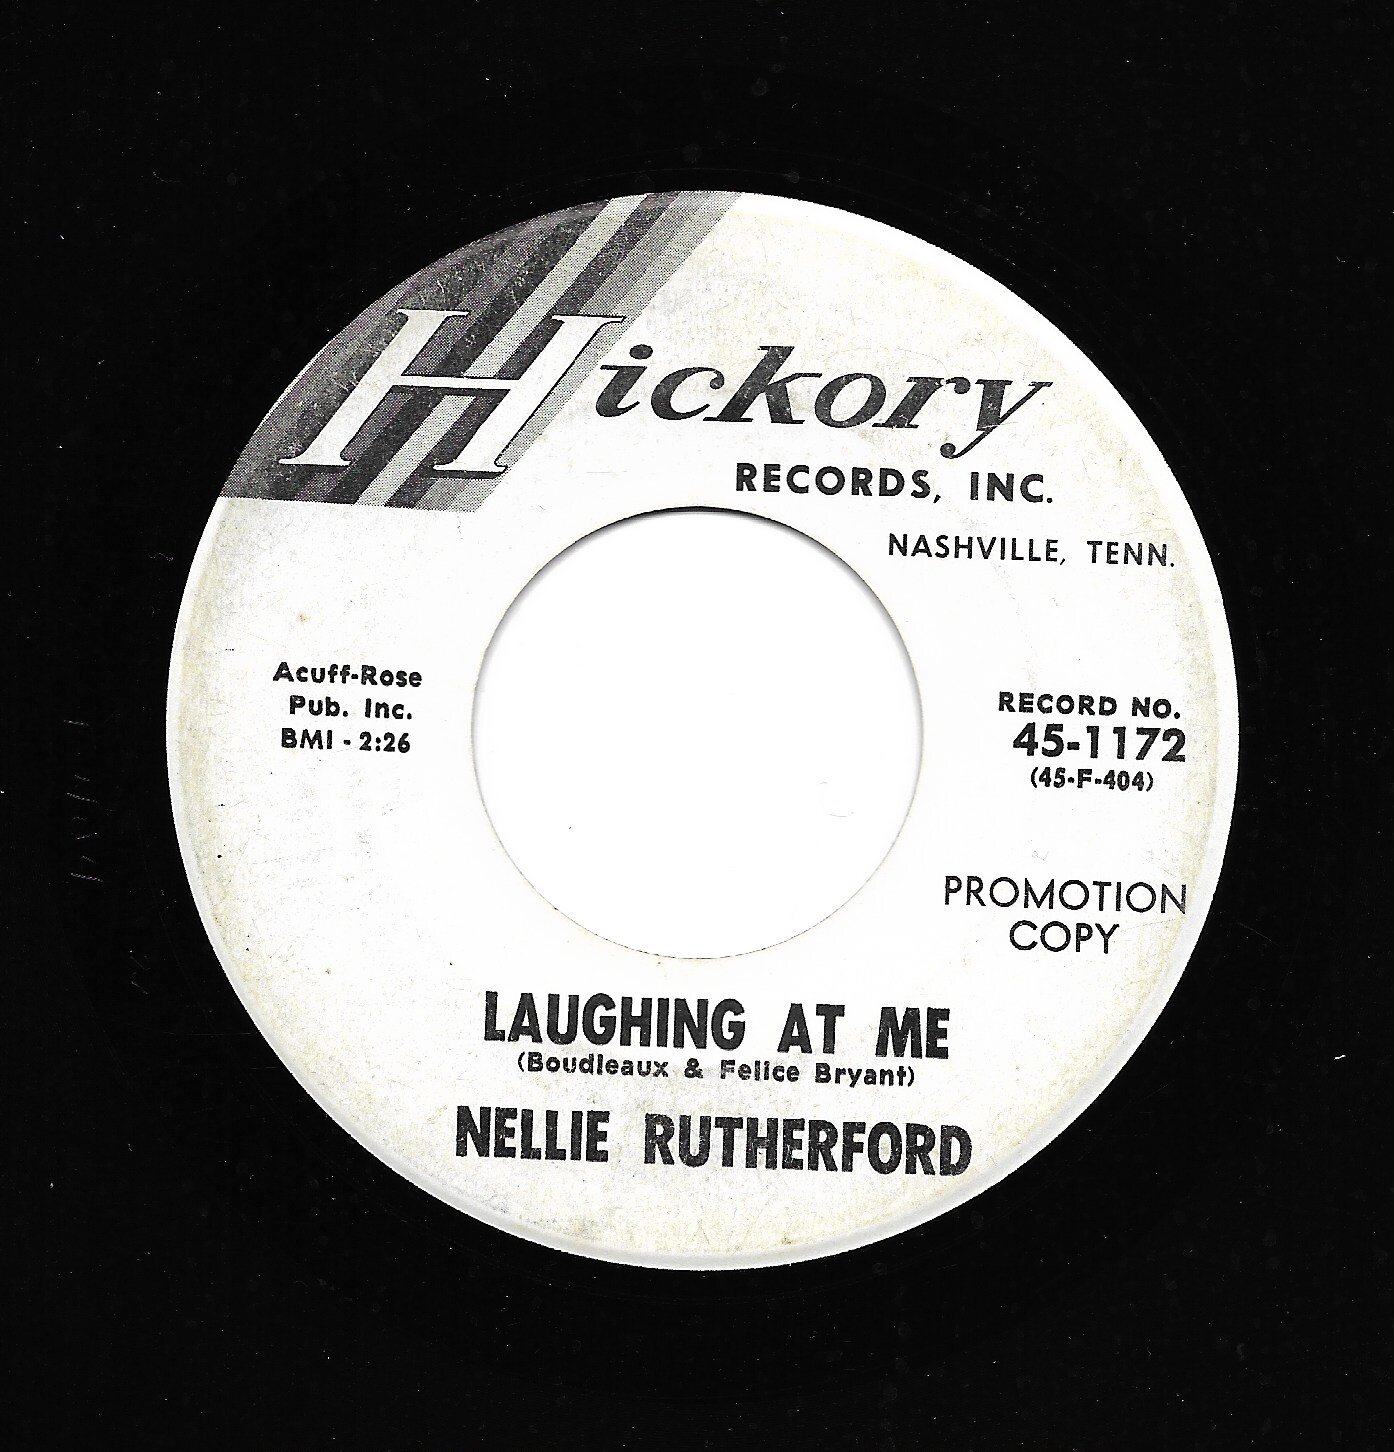 Hickory
RECORDS, INC.
NASHVILLE, TENN.
Acuff-Rose
Pub. Inc.
BMI - 2:26
RECORD NO.
45-1172
(45-F-404)
PROMOTION
COPY
LAUGHING AT ME
(Boudleaux & Felice Bryant)
NELLIE RUTHERFORD